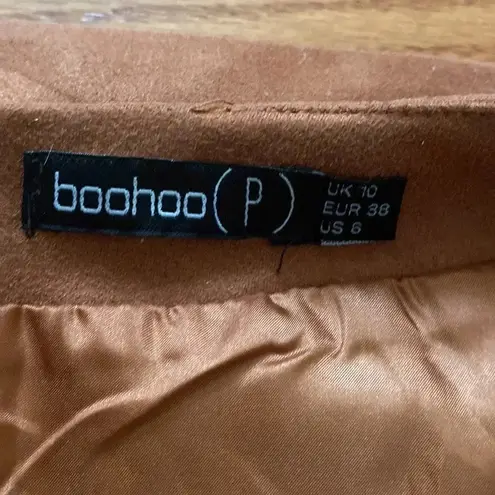 boohoo (P)
UK 10
EUR 38
US 6